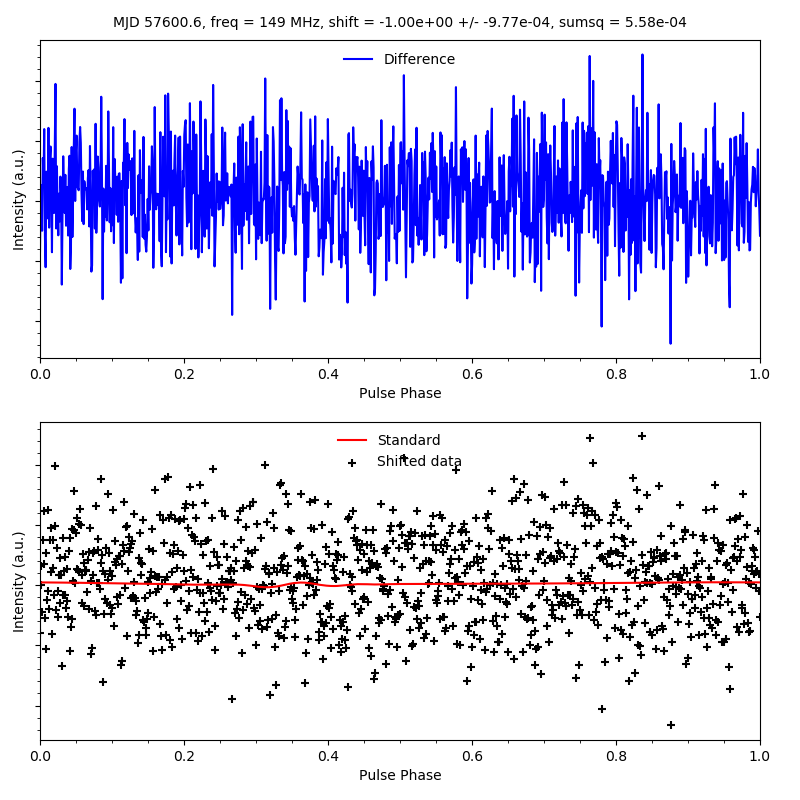 MJD 57600.6, freq = 149 MHz, shift = -1.00e+00 +/- -9.77e-04, sumsq = 5.58e-04
Difference
Intensity (a.u.)
0.0 0.2 0.4 0.6 0.8 1.0
Pulse Phase
Standard
Shifted data
Intensity (a.u.)
0.0 0.2 0.4 0.6 0.8 1.0
Pulse Phase